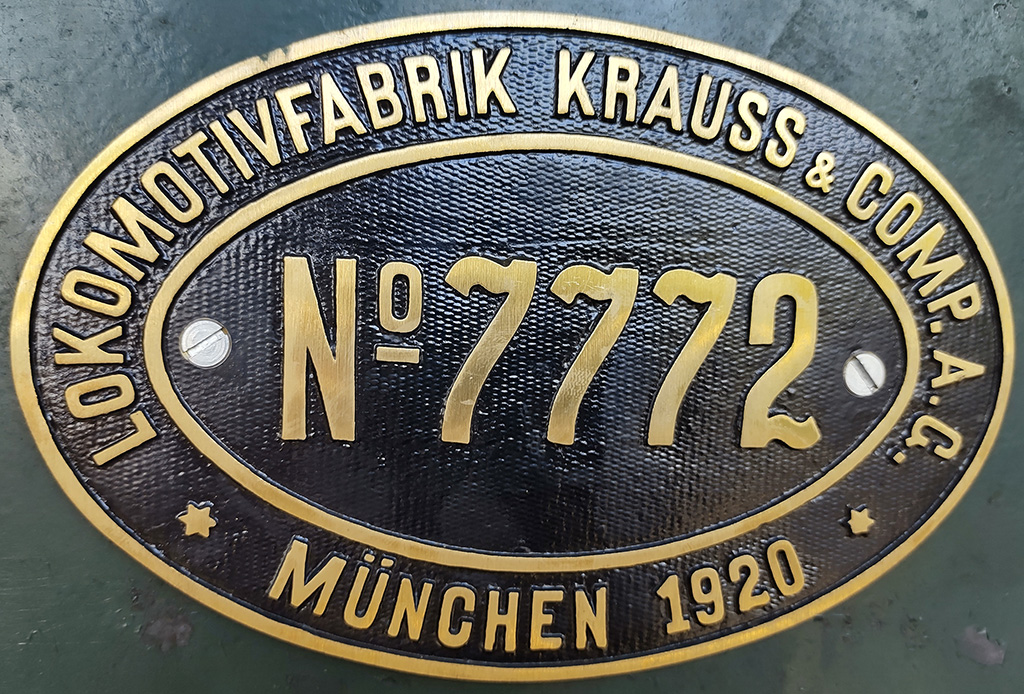 LOKOMOTIVFABRIK KRAUSS & COMP. A.G.
Nº 7772
MÜNCHEN 1920